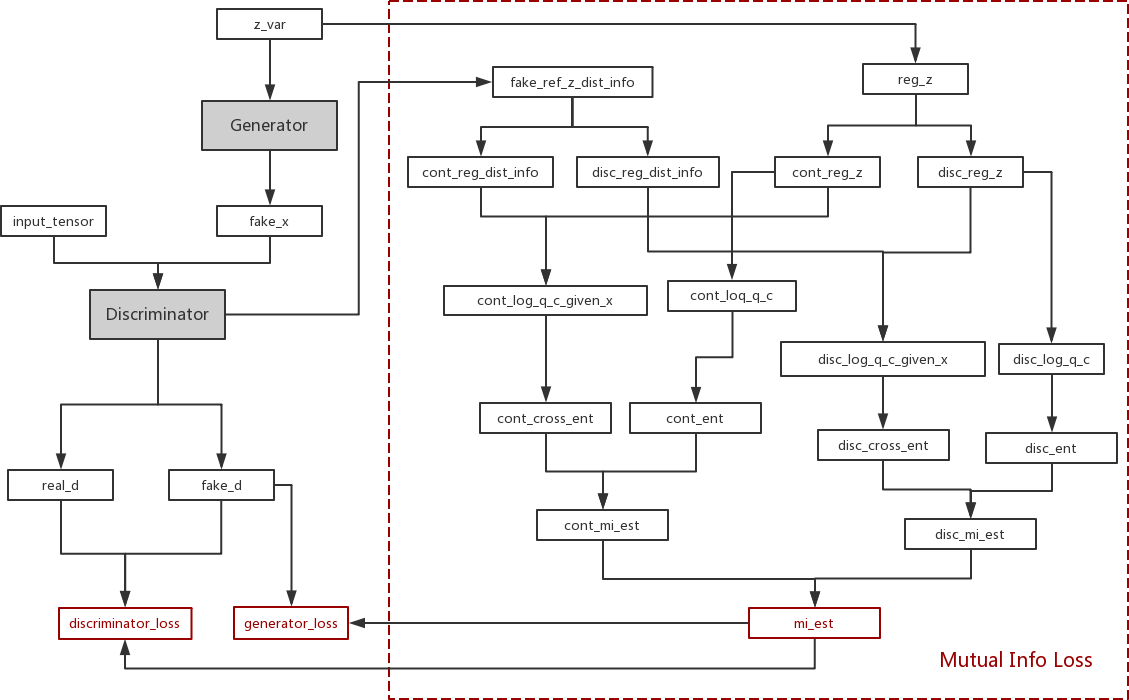 z_var
fake_ref_z_dist_info
reg_z
Generator
cont_reg_dist_info
disc_reg_dist_info
cont_reg_z
disc_reg_z
input_tensor
fake_x
cont_log_q_c_given_x
cont_loq_q_c
Discriminator
disc_log_q_c_given_x
disc_log_q_c
cont_cross_ent
cont_ent
disc_cross_ent
disc_ent
real_d
fake_d
cont_mi_est
disc_mi_est
discriminator_loss
generator_loss
mi_est
Mutual Info Loss